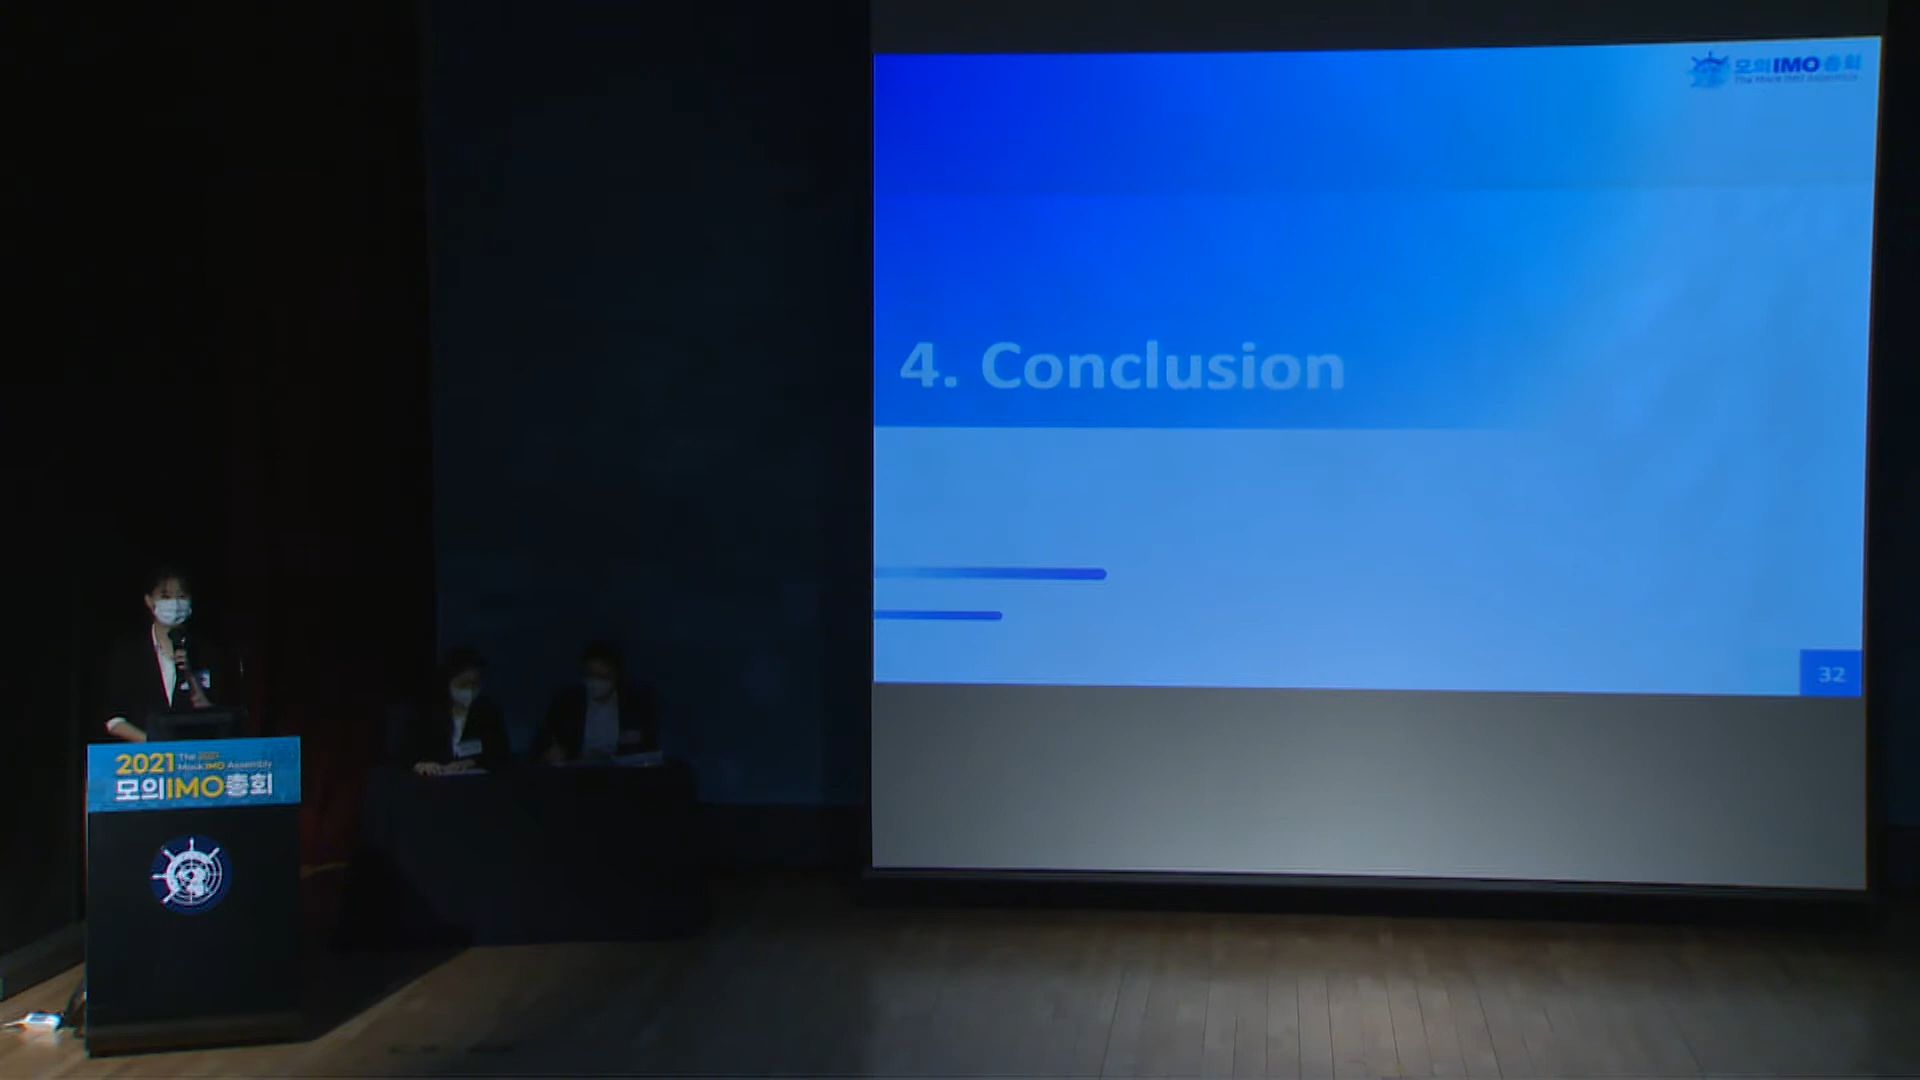 모의IMO총회
The Mock IMO Assembly
4. Conclusion
32
2021 The 2021
Mock IMO Assembly
모의IMO총회